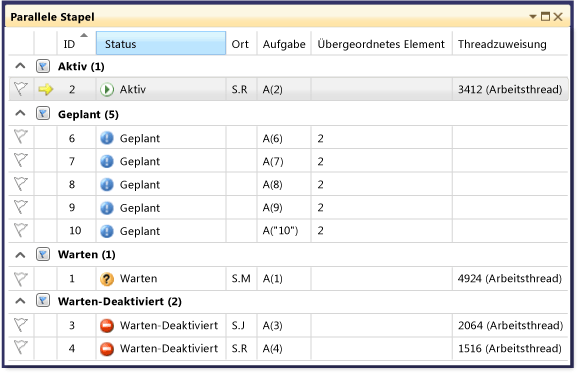 Parallele Stapel
ID Status Ort Aufgabe Übergeordnetes Element Threadzuweisung
Aktiv (1)
2 Aktiv S.R A(2) 3412 (Arbeitsthread)
Geplant (5)
6 Geplant A(6) 2
7 Geplant A(7) 2
8 Geplant A(8) 2
9 Geplant A(9) 2
10 Geplant A("10") 2
Warten (1)
1 Warten S.M A(1) 4924 (Arbeitsthread)
Warten-Deaktiviert (2)
3 Warten-Deaktiviert S.J A(3) 2064 (Arbeitsthread)
4 Warten-Deaktiviert S.R A(4) 1516 (Arbeitsthread)